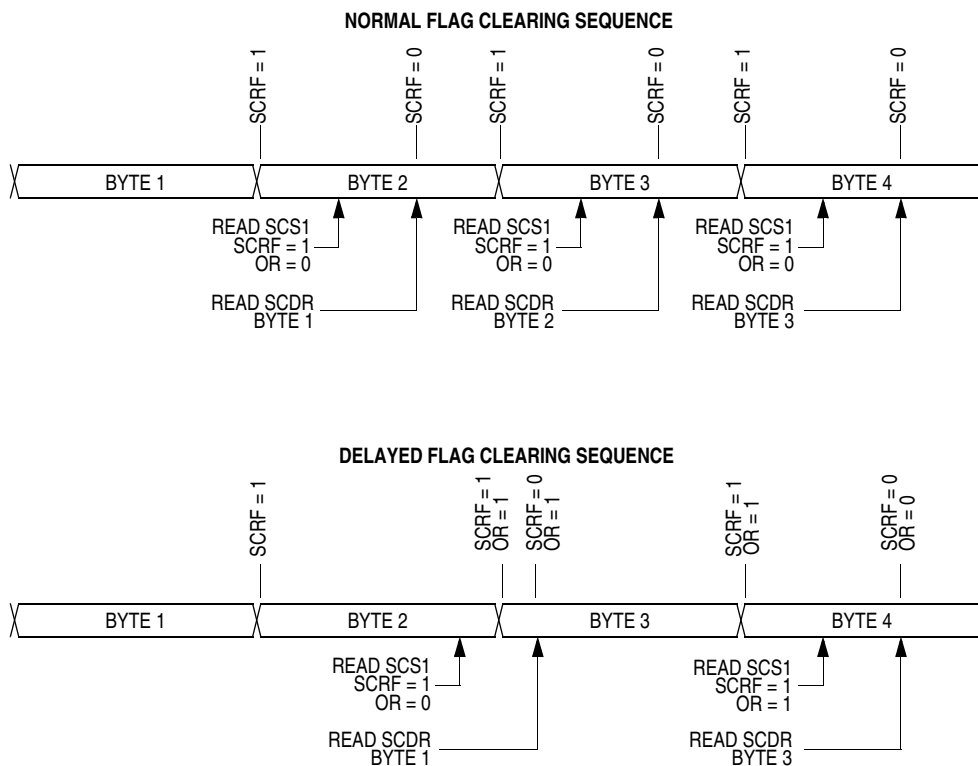 NORMAL FLAG CLEARING SEQUENCE
SCRF = 1
SCRF = 0
SCRF = 1
SCRF = 0
SCRF = 1
SCRF = 0
BYTE 1
BYTE 2
BYTE 3
BYTE 4
READ SCS1
SCRF = 1
OR = 0
READ SCS1
SCRF = 1
OR = 0
READ SCS1
SCRF = 1
OR = 0
READ SCDR
BYTE 1
READ SCDR
BYTE 2
READ SCDR
BYTE 3
DELAYED FLAG CLEARING SEQUENCE
SCRF = 1
SCRF = 1
OR = 1
SCRF = 0
OR = 1
SCRF = 1
OR = 1
SCRF = 0
OR = 0
BYTE 1
BYTE 2
BYTE 3
BYTE 4
READ SCS1
SCRF = 1
OR = 0
READ SCS1
SCRF = 1
OR = 1
READ SCDR
BYTE 1
READ SCDR
BYTE 3